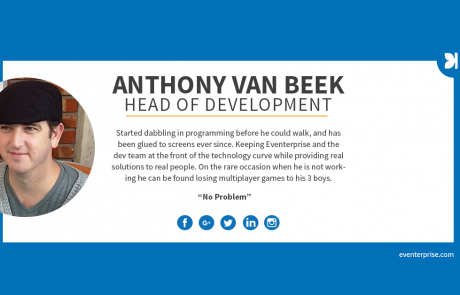 ANTHONY VAN BEEK
HEAD OF DEVELOPMENT
Started dabbling in programming before he could walk, and has
been glued to screens ever since. Keeping Eventerprise and the
dev team at the front of the technology curve while providing real
solutions to real people. On the rare occasion when he is not work-
ing he can be found losing multiplayer games to his 3 boys.
“No Problem”
eventerprise.com